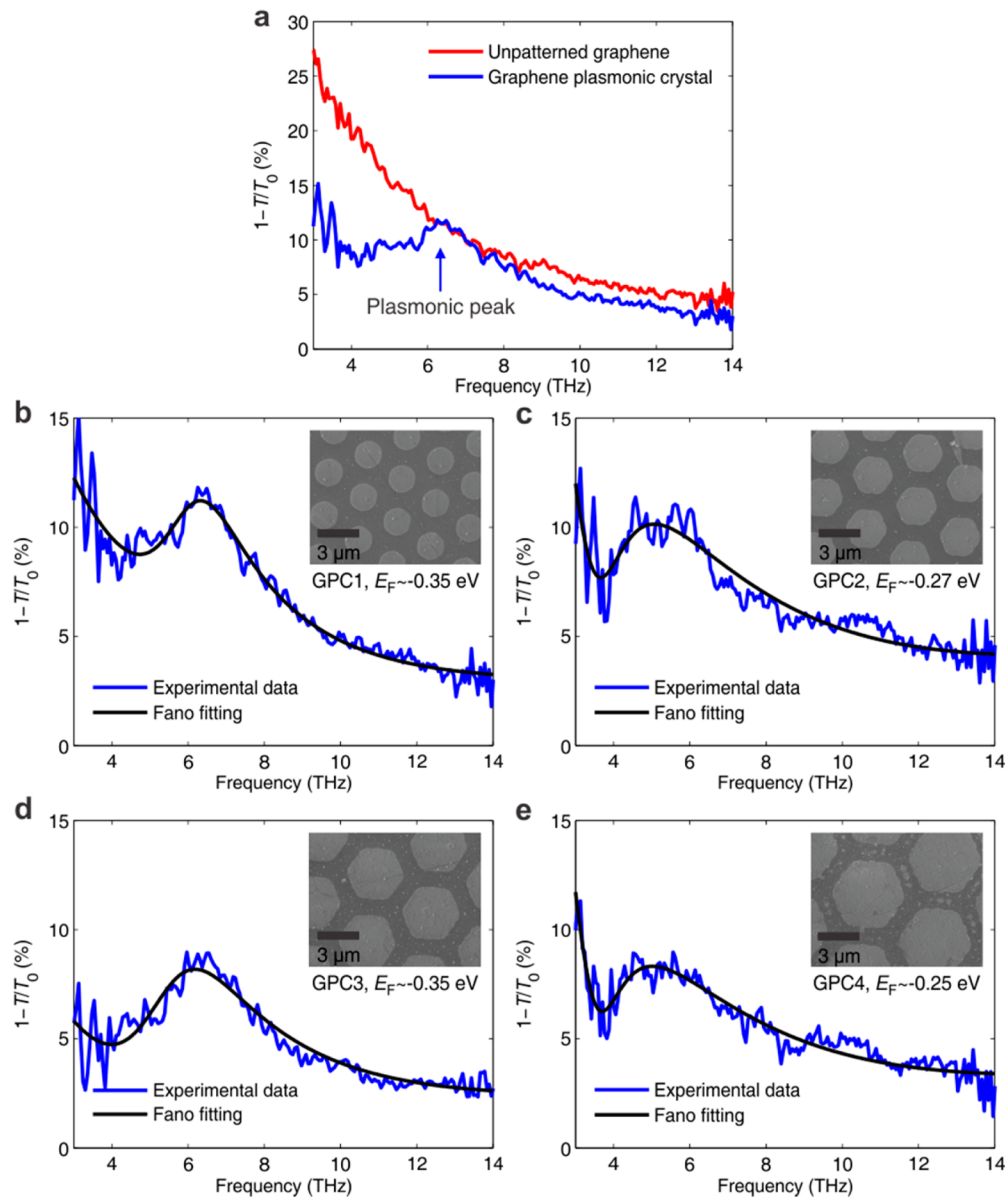 a
30
25
20
15
10
5
0
1−T/T0 (%)
Unpatterned graphene
Graphene plasmonic crystal
Plasmonic peak
4 6 8 10 12 14
Frequency (THz)
b
15
10
5
0
1−T/T0 (%)
3 µm
GPC1, EF~-0.35 eV
Experimental data
Fano fitting
4 6 8 10 12 14
Frequency (THz)
c
15
10
5
0
1−T/T0 (%)
3 µm
GPC2, EF~-0.27 eV
Experimental data
Fano fitting
4 6 8 10 12 14
Frequency (THz)
d
15
10
5
0
1−T/T0 (%)
3 µm
GPC3, EF~-0.35 eV
Experimental data
Fano fitting
4 6 8 10 12 14
Frequency (THz)
e
15
10
5
0
1−T/T0 (%)
3 µm
GPC4, EF~-0.25 eV
Experimental data
Fano fitting
4 6 8 10 12 14
Frequency (THz)